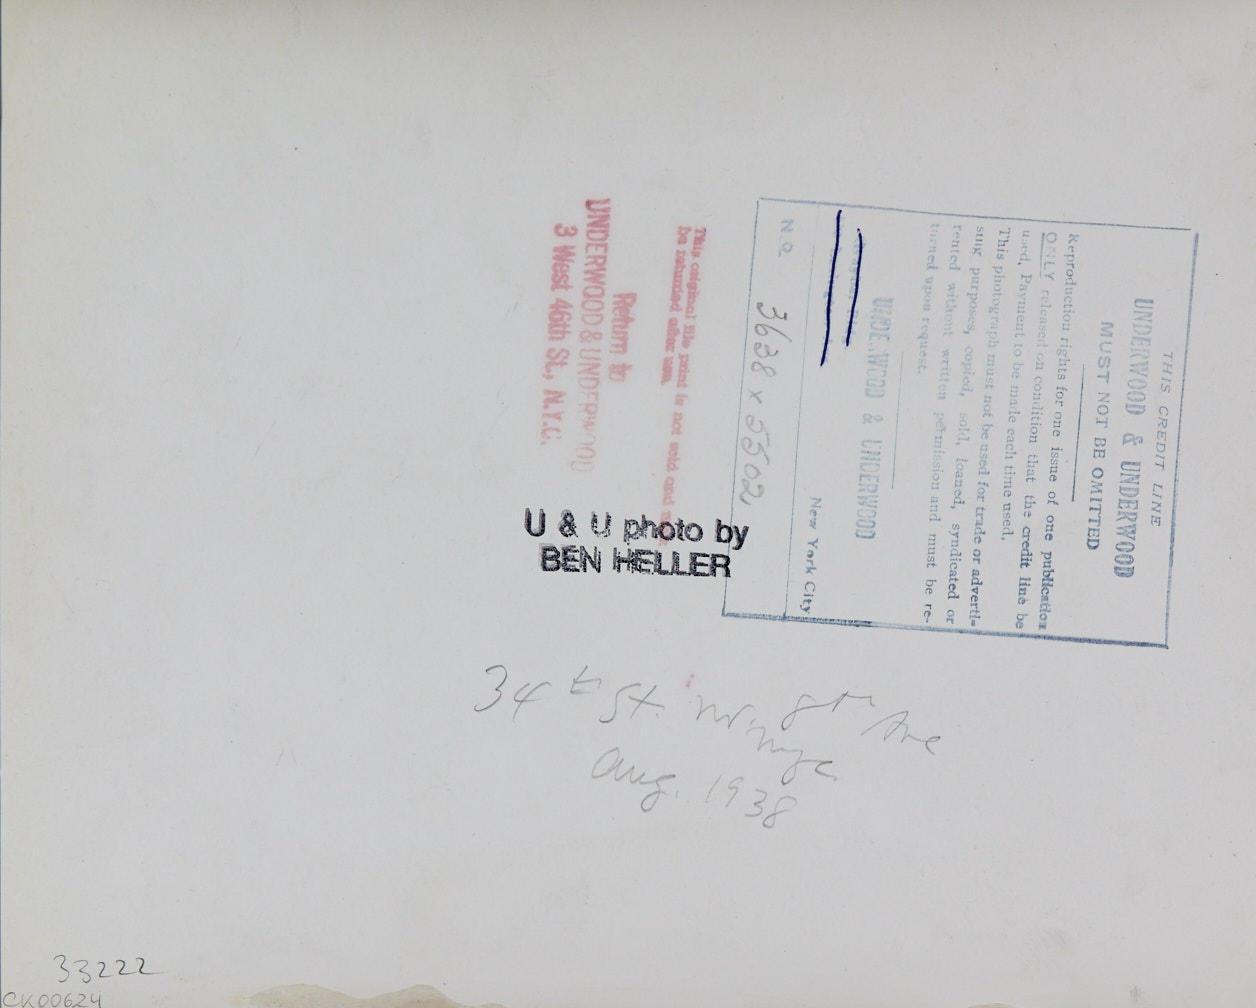 THIS CREDIT LINE
UNDERWOOD & UNDERWOOD
MUST NOT BE OMITTED
Reproduction rights for one issue of one publication
ONLY released on condition that the credit line be
used. Payment to be made each time used.
This photograph must not be used for trade or adverti-
sing purposes, copied, sold, loaned, syndicated or
rented without written permission and must be re-
turned upon request.
UNDERWOOD & UNDERWOOD
New York City
NO. 3638 x 5502
This original file print is not sold and
be returned after use.
Return to
UNDERWOOD & UNDERWOOD
3 West 46th St., N.Y.C.
U & U photo by
BEN HELLER
34th St. nr. 8th Ave
nyc
Aug. 1938
33222
CK00624